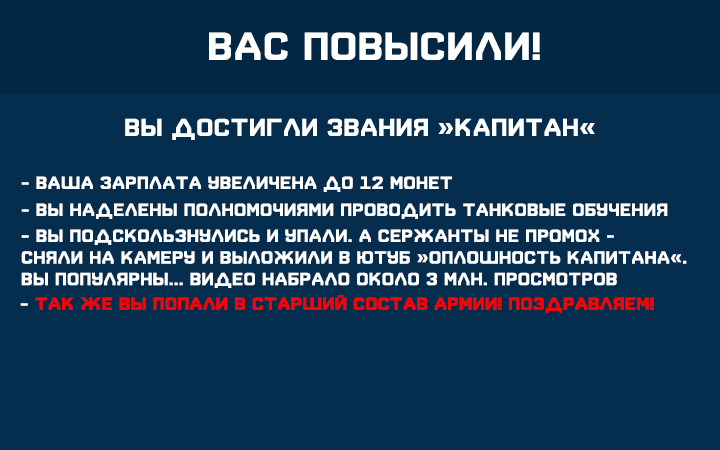 ВАС ПОВЫСИЛИ!
ВЫ ДОСТИГЛИ ЗВАНИЯ »КАПИТАН«
- ВАША ЗАРПЛАТА УВЕЛИЧЕНА ДО 12 МОНЕТ
- ВЫ НАДЕЛЕНЫ ПОЛНОМОЧИЯМИ ПРОВОДИТЬ ТАНКОВЫЕ ОБУЧЕНИЯ
- ВЫ ПОДСКОЛЬЗНУЛИСЬ И УПАЛИ. А СЕРЖАНТЫ НЕ ПРОМОХ -
СНЯЛИ НА КАМЕРУ И ВЫЛОЖИЛИ В ЮТУБ »ОПЛОШНОСТЬ КАПИТАНА«.
ВЫ ПОПУЛЯРНЫ... ВИДЕО НАБРАЛО ОКОЛО 3 МЛН. ПРОСМОТРОВ
- ТАК ЖЕ ВЫ ПОПАЛИ В СТАРШИЙ СОСТАВ АРМИИ! ПОЗДРАВЛЯЕМ!